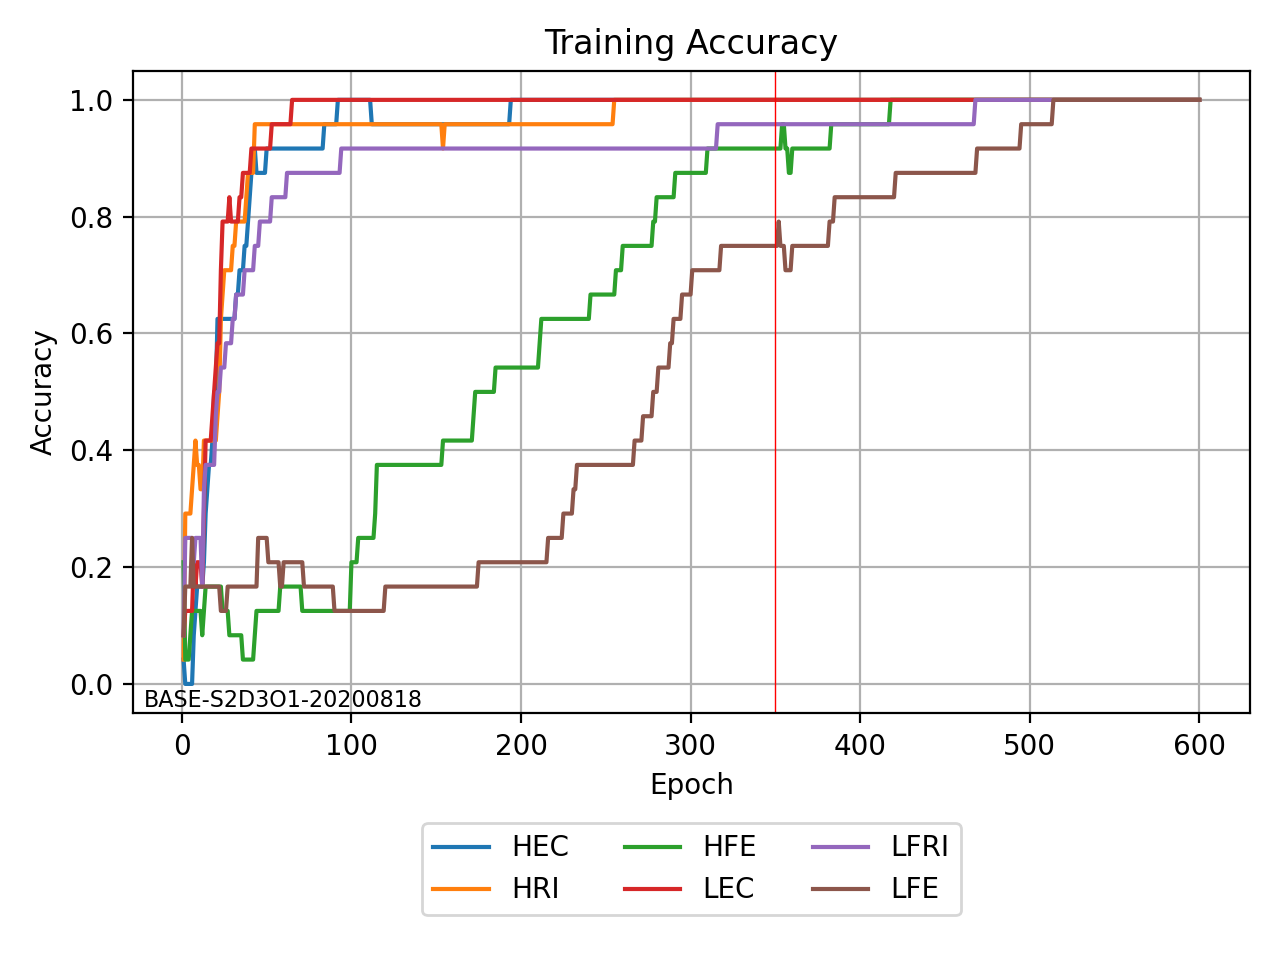 Training Accuracy
1.0
0.8
0.6
0.4
0.2
0.0
Accuracy
BASE-S2D3O1-20200818
0 100 200 300 400 500 600
Epoch
HEC HFE LFRI
HRI LEC LFE